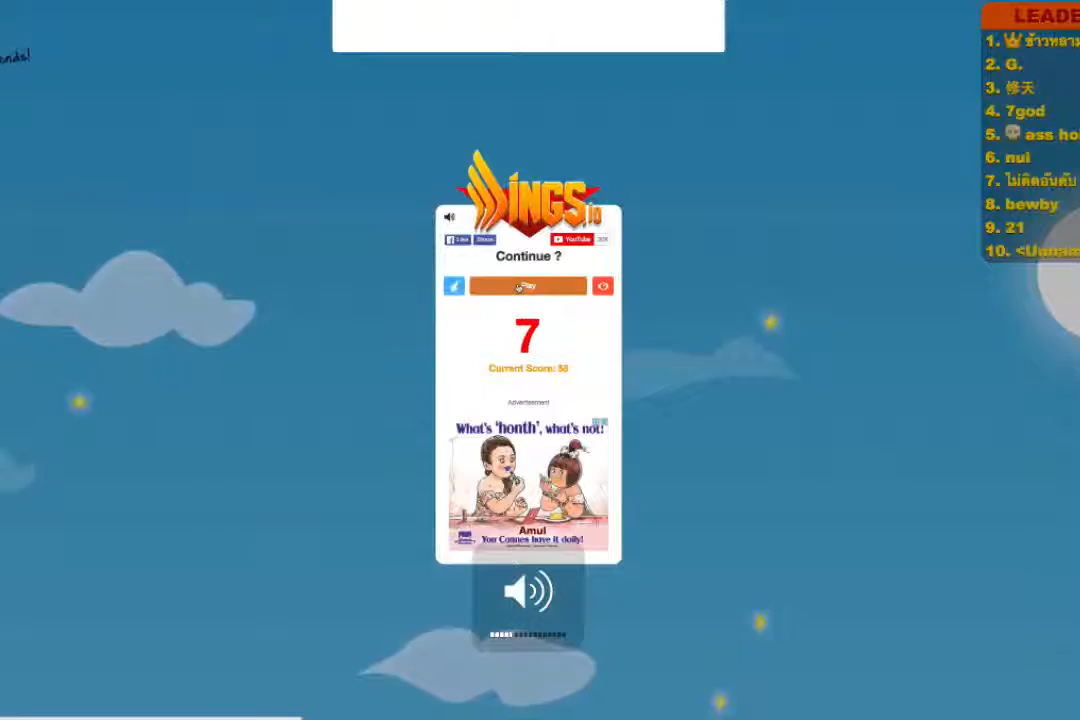 onds!
LEADE
1. ข้าวหลาม
2. G.
3. 修天
4. 7god
5. ass ho
6. nul
7. ไม่ติดอันดับ
8. bewby
9. 21
10. <Unnam
WINGS.io
Like Share YouTube
Continue ?
Play
7
Current Score: 58
Advertisement
What's 'honth', what's not!
Amul
You Cannes have it daily!